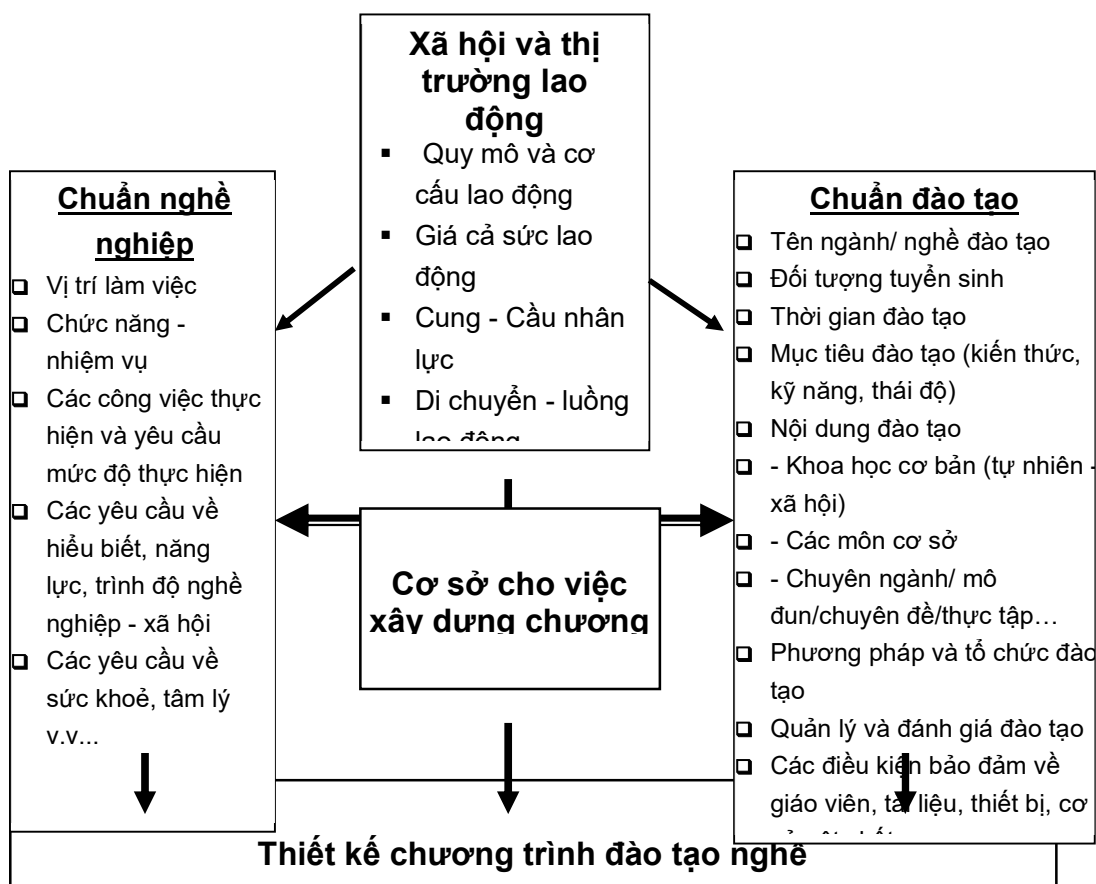 Xã hội và thị
trường lao
động
▪ Quy mô và cơ
cấu lao động
▪ Giá cả sức lao
động
▪ Cung - Cầu nhân
lực
▪ Di chuyển - luồng
lao động
Chuẩn nghề
nghiệp
❑ Vị trí làm việc
❑ Chức năng -
nhiệm vụ
❑ Các công việc thực
hiện và yêu cầu
mức độ thực hiện
❑ Các yêu cầu về
hiểu biết, năng
lực, trình độ nghề
nghiệp - xã hội
❑ Các yêu cầu về
sức khoẻ, tâm lý
v.v...
Cơ sở cho việc
xây dưng chương
Chuẩn đào tạo
❑ Tên ngành/ nghề đào tạo
❑ Đối tượng tuyển sinh
❑ Thời gian đào tạo
❑ Mục tiêu đào tạo (kiến thức,
kỹ năng, thái độ)
❑ Nội dung đào tạo
❑ - Khoa học cơ bản (tự nhiên -
xã hội)
❑ - Các môn cơ sở
❑ - Chuyên ngành/ mô
đun/chuyên đề/thực tập…
❑ Phương pháp và tổ chức đào
tạo
❑ Quản lý và đánh giá đào tạo
❑ Các điều kiện bảo đảm về
giáo viên, tài liệu, thiết bị, cơ
Thiết kế chương trình đào tạo nghề